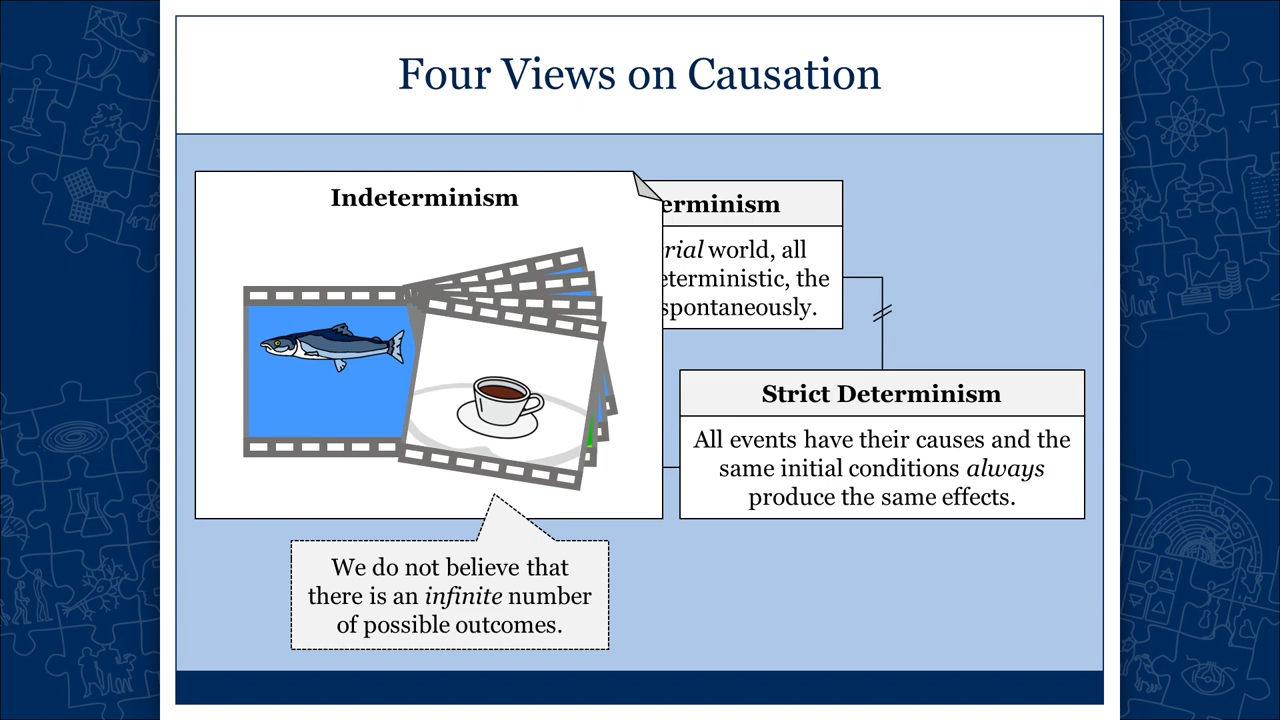 Four Views on Causation
Indeterminism
erminism
rial world, all
eterministic, the
spontaneously.
Strict Determinism
All events have their causes and the
same initial conditions always
produce the same effects.
We do not believe that
there is an infinite number
of possible outcomes.